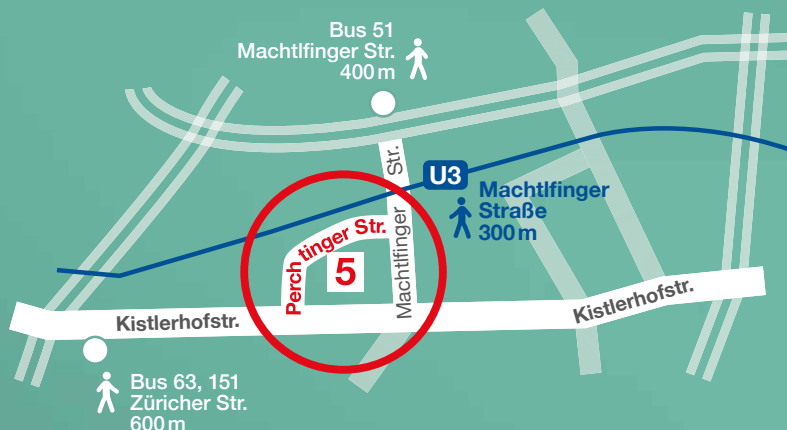 Bus 51
Machtlfinger Str.
400 m
U3
Machtlfinger
Straße
300 m
Machtlfinger Str.
Perchtinger Str.
5
Kistlerhofstr.
Kistlerhofstr.
Bus 63, 151
Züricher Str.
600 m